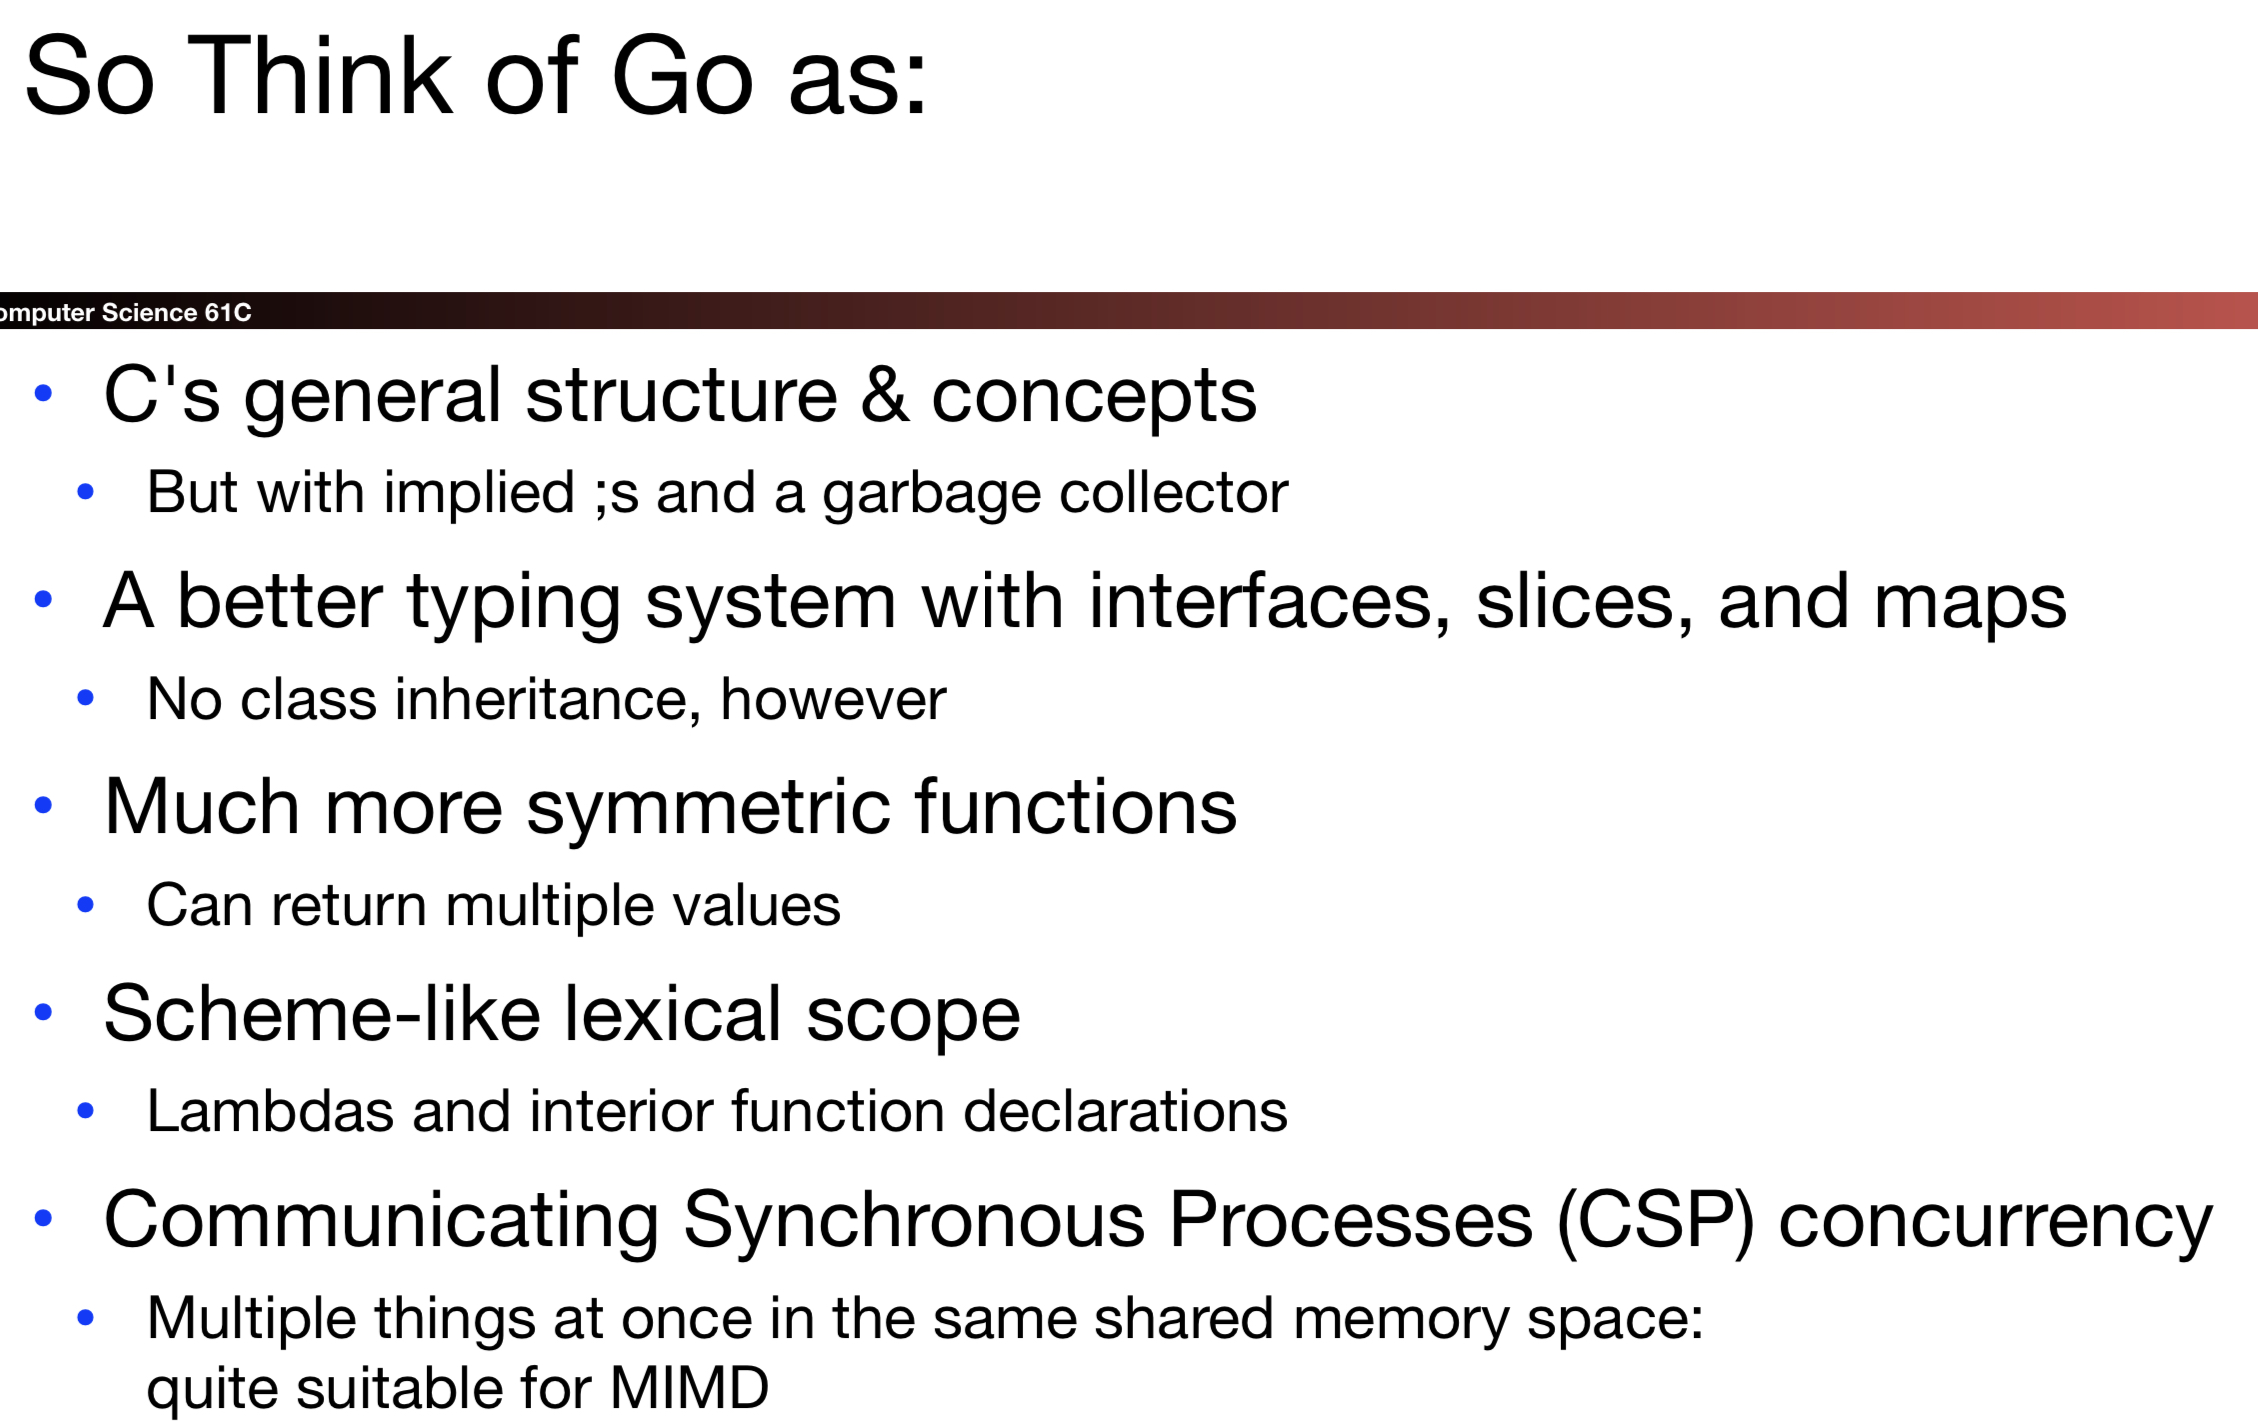 So Think of Go as:
omputer Science 61C
• C's general structure & concepts
• But with implied ;s and a garbage collector
• A better typing system with interfaces, slices, and maps
• No class inheritance, however
• Much more symmetric functions
• Can return multiple values
• Scheme-like lexical scope
• Lambdas and interior function declarations
• Communicating Synchronous Processes (CSP) concurrency
• Multiple things at once in the same shared memory space:
quite suitable for MIMD